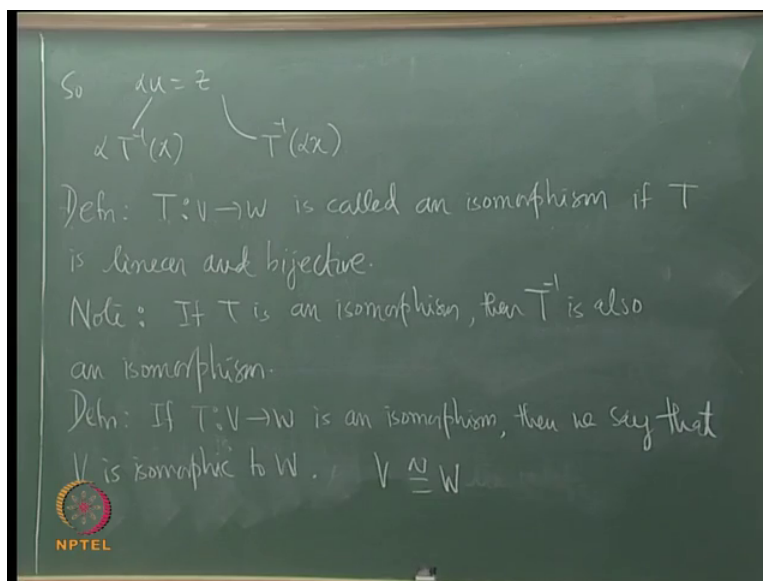 So αu = z
α T⁻¹(x) T⁻¹(αx)
Defn: T: V → W is called an isomorphism if T
is linear and bijective.
Note: If T is an isomorphism, then T⁻¹ is also
an isomorphism.
Defn: If T: V → W is an isomorphism, then we say that
V is isomorphic to W. V ≅ W
NPTEL